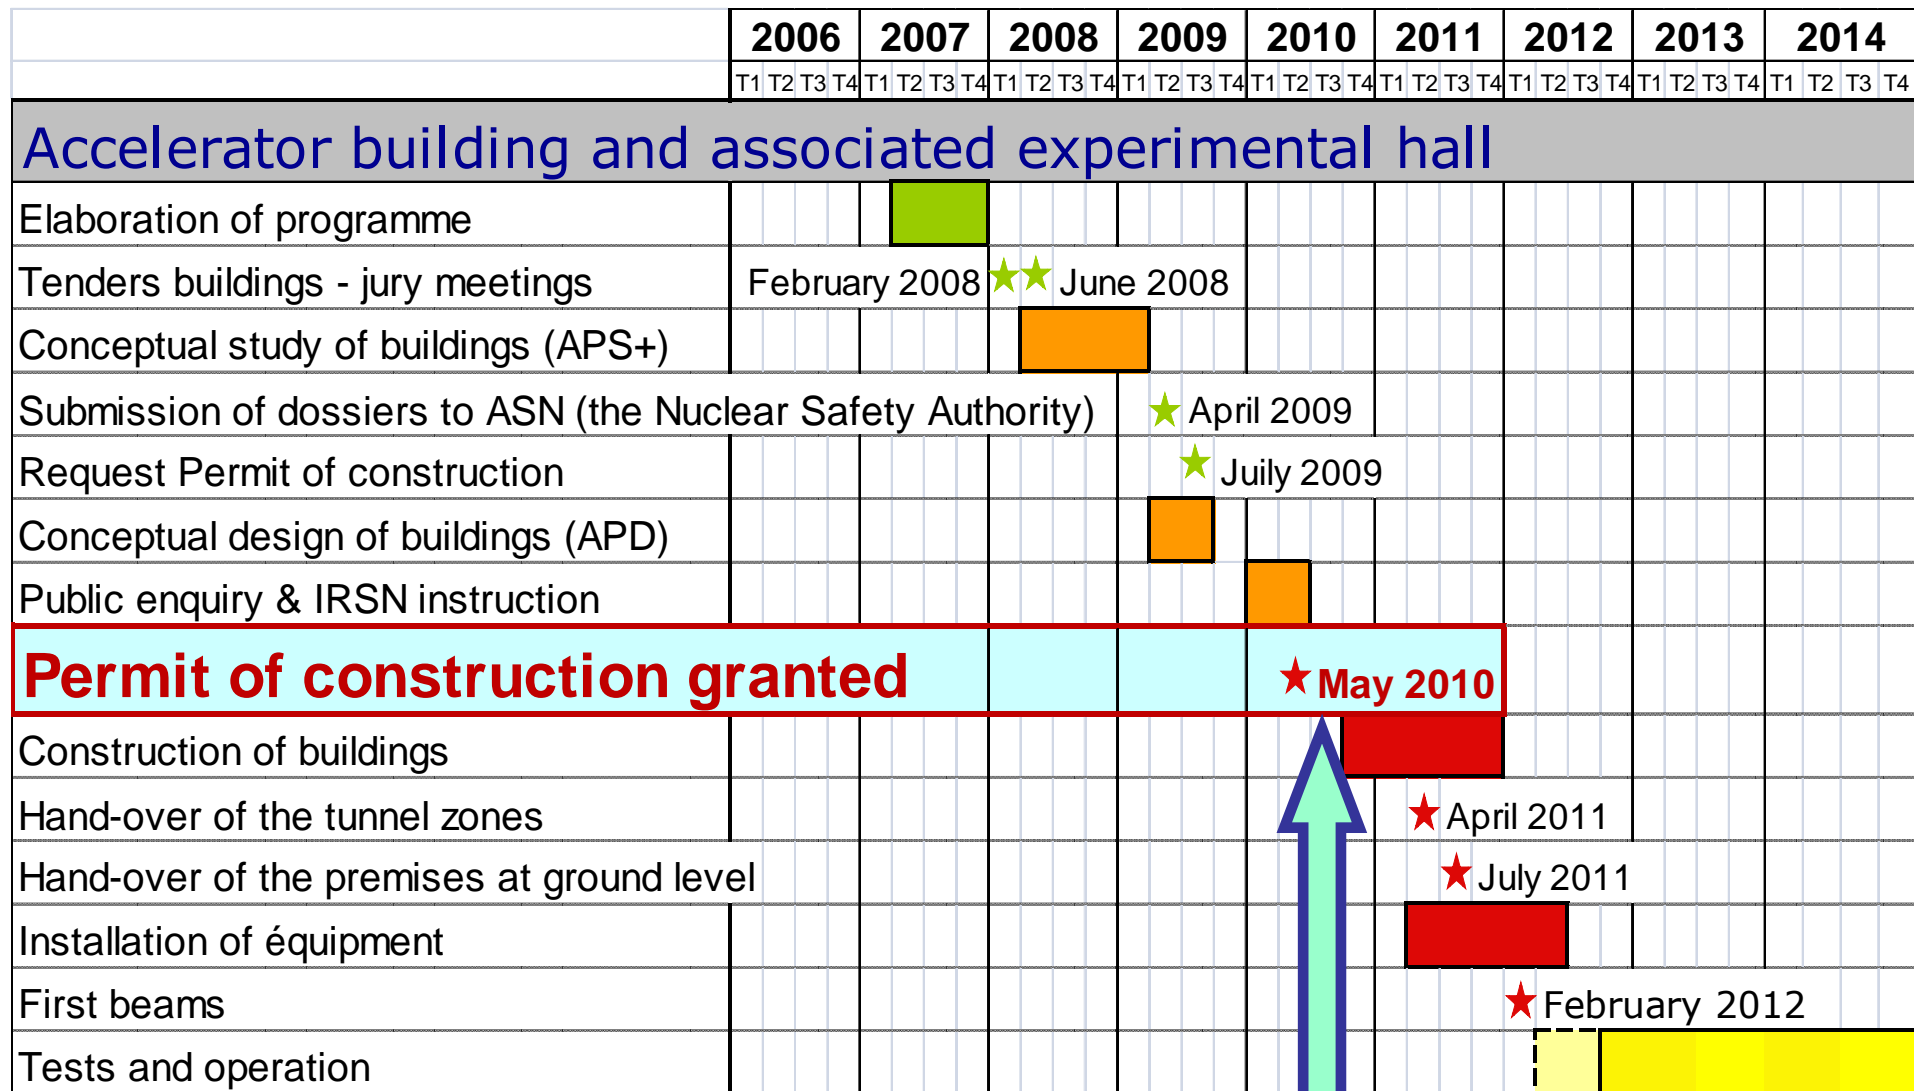 2006 2007 2008 2009 2010 2011 2012 2013 2014
T1 T2 T3 T4 T1 T2 T3 T4 T1 T2 T3 T4 T1 T2 T3 T4 T1 T2 T3 T4 T1 T2 T3 T4 T1 T2 T3 T4 T1 T2 T3 T4 T1 T2 T3 T4
Accelerator building and associated experimental hall
Elaboration of programme
Tenders buildings - jury meetings February 2008 June 2008
Conceptual study of buildings (APS+)
Submission of dossiers to ASN (the Nuclear Safety Authority) April 2009
Request Permit of construction Juily 2009
Conceptual design of buildings (APD)
Public enquiry & IRSN instruction
Permit of construction granted May 2010
Construction of buildings
Hand-over of the tunnel zones April 2011
Hand-over of the premises at ground level July 2011
Installation of équipment
First beams February 2012
Tests and operation